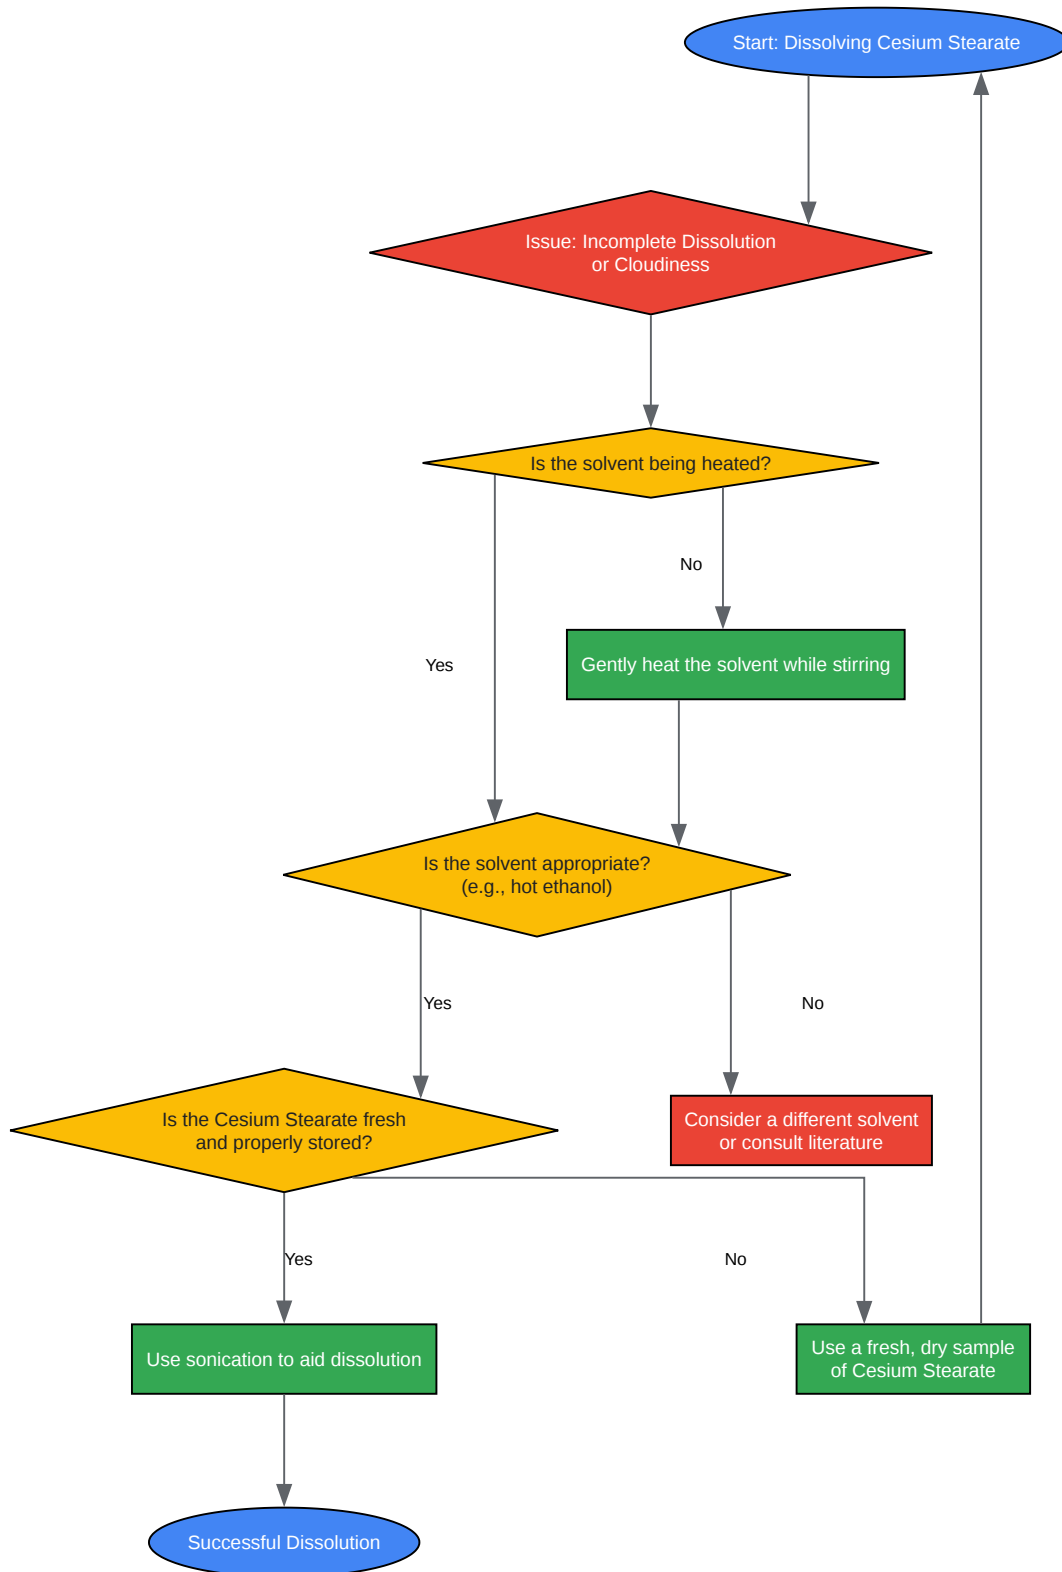 Start: Dissolving Cesium Stearate
Issue: Incomplete Dissolution
or Cloudiness
Is the solvent being heated?
No
Gently heat the solvent while stirring
Yes
Is the solvent appropriate?
(e.g., hot ethanol)
Yes
No
Is the Cesium Stearate fresh
and properly stored?
Consider a different solvent
or consult literature
Yes
No
Use sonication to aid dissolution
Use a fresh, dry sample
of Cesium Stearate
Successful Dissolution